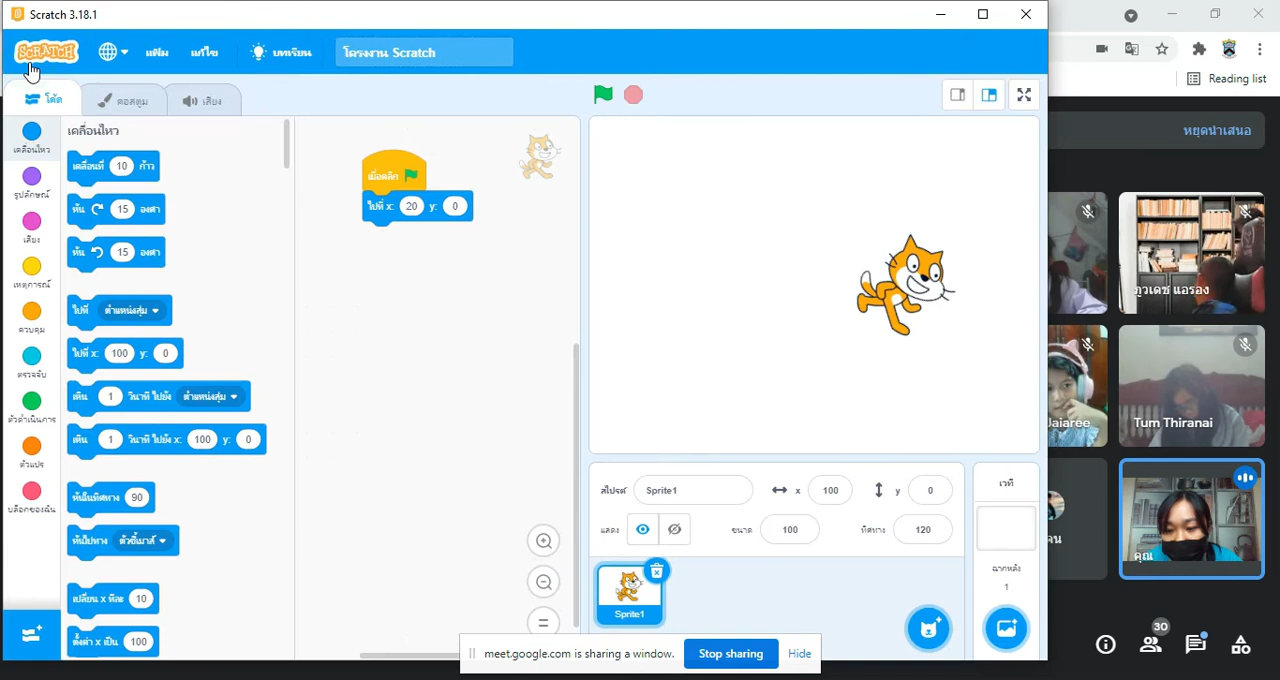 Scratch 3.18.1
SCRATCH
แฟ้ม
แก้ไข
บทเรียน
โครงงาน Scratch
Reading list
โค้ด
คอสตูม
เสียง
หยุดนำเสนอ
เคลื่อนไหว
รูปลักษณ์
เสียง
เหตุการณ์
ควบคุม
ตรวจจับ
ตัวดำเนินการ
ตัวแปร
บล็อกของฉัน
เคลื่อนไหว
เคลื่อนที่ 10 ก้าว
หัน 15 องศา
หัน 15 องศา
ไปที่ ตำแหน่งสุ่ม
ไปที่ x: 100 y: 0
เดิน 1 วินาที ไปยัง ตำแหน่งสุ่ม
เดิน 1 วินาที ไปยัง x: 100 y: 0
หันในทิศทาง 90
หันไปทาง ตัวชี้เมาส์
เปลี่ยน x ทีละ 10
ตั้งค่า x เป็น 100
เมื่อคลิก
ไปที่ x: 20 y: 0
สไปรต์ Sprite1 x 100 y 0
แสดง ขนาด 100 ทิศทาง 120
Sprite1
เวที
ฉากหลัง
1
meet.google.com is sharing a window. Stop sharing Hide
ภูวเดช แอรอง
Jaiaree
Tum Thiranai
คน
คุณ
30